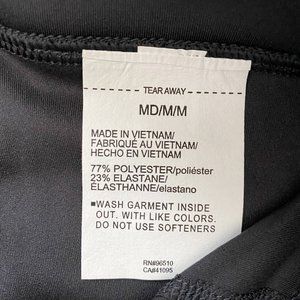 TEAR AWAY
MD/M/M
MADE IN VIETNAM/
FABRIQUÉ AU VIETNAM/
HECHO EN VIETNAM
77% POLYESTER/poliéster
23% ELASTANE/
ÉLASTHANNE/elastano
▪WASH GARMENT INSIDE
OUT. WITH LIKE COLORS.
DO NOT USE SOFTENERS
RN#96510
CA#41095